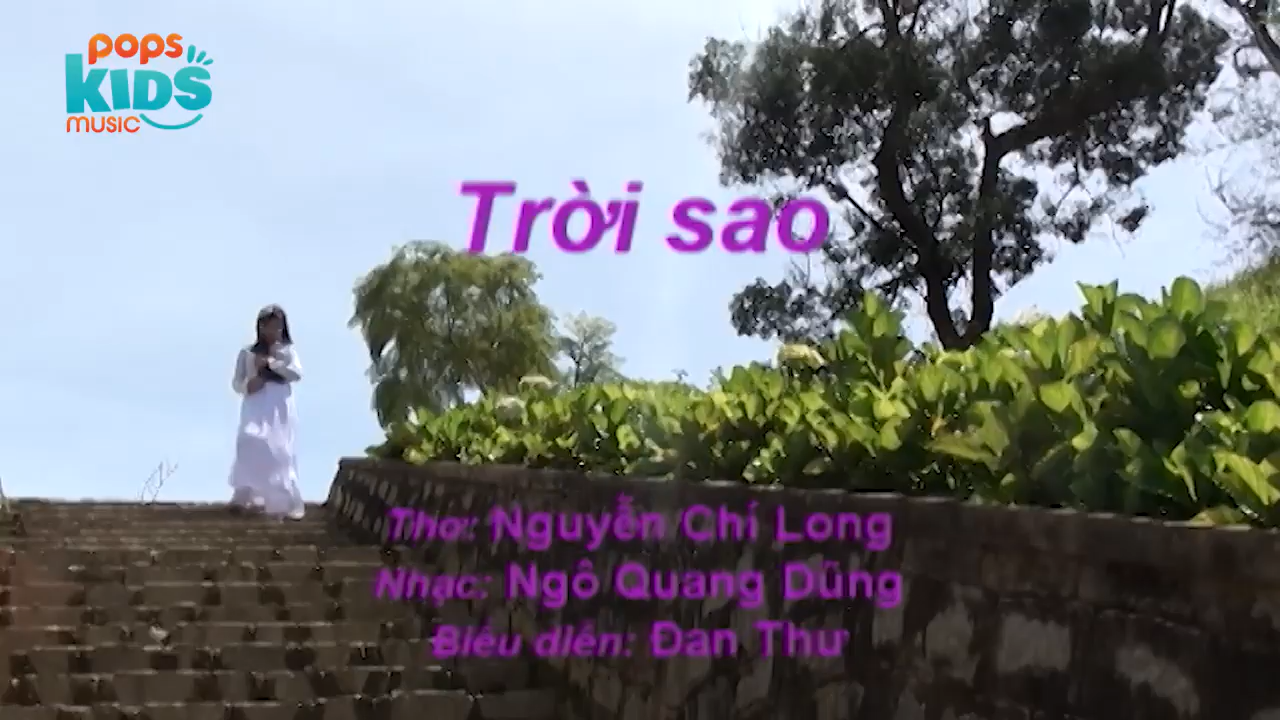 POPS
KIDS
MUSIC
Trời sao
Thơ: Nguyễn Chí Long
Nhạc: Ngô Quang Dũng
Biểu diễn: Đan Thư